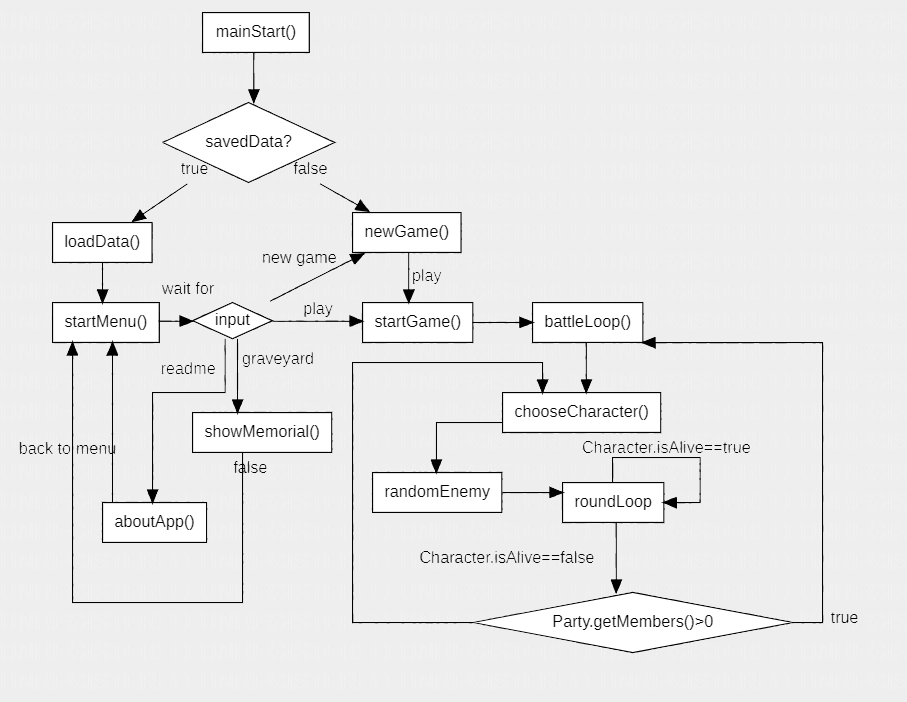 mainStart()
savedData?
true
false
loadData()
newGame()
new game
play
wait for
startMenu()
input
play
startGame()
battleLoop()
readme
graveyard
chooseCharacter()
showMemorial()
back to menu
Character.isAlive==true
false
randomEnemy
roundLoop
aboutApp()
Character.isAlive==false
Party.getMembers()>0
true